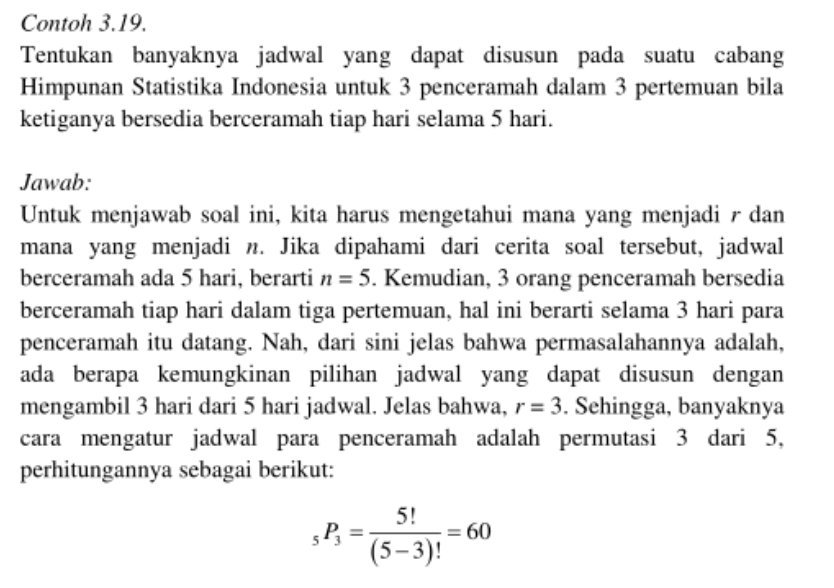 Contoh 3.19.
Tentukan banyaknya jadwal yang dapat disusun pada suatu cabang
Himpunan Statistika Indonesia untuk 3 penceramah dalam 3 pertemuan bila
ketiganya bersedia berceramah tiap hari selama 5 hari.
Jawab:
Untuk menjawab soal ini, kita harus mengetahui mana yang menjadi r dan
mana yang menjadi n. Jika dipahami dari cerita soal tersebut, jadwal
berceramah ada 5 hari, berarti n = 5. Kemudian, 3 orang penceramah bersedia
berceramah tiap hari dalam tiga pertemuan, hal ini berarti selama 3 hari para
penceramah itu datang. Nah, dari sini jelas bahwa permasalahannya adalah,
ada berapa kemungkinan pilihan jadwal yang dapat disusun dengan
mengambil 3 hari dari 5 hari jadwal. Jelas bahwa, r = 3. Sehingga, banyaknya
cara mengatur jadwal para penceramah adalah permutasi 3 dari 5,
perhitungannya sebagai berikut:
₅P₃ = 5! / (5 − 3)! = 60